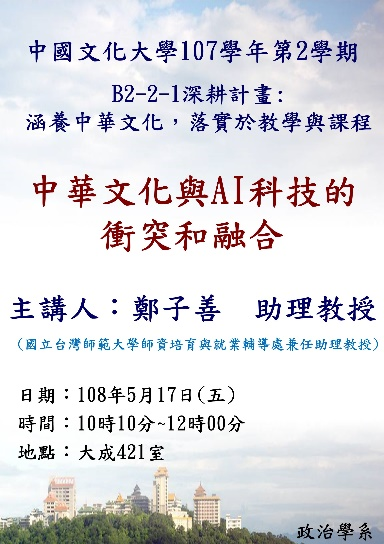 中國文化大學107學年第2學期
B2-2-1深耕計畫:
涵養中華文化，落實於教學與課程
中華文化與AI科技的
衝突和融合
主講人：鄭子善　助理教授
(國立台灣師範大學師資培育與就業輔導處兼任助理教授)
日期：108年5月17日(五)
時間：10時10分~12時00分
地點：大成421室
政治學系